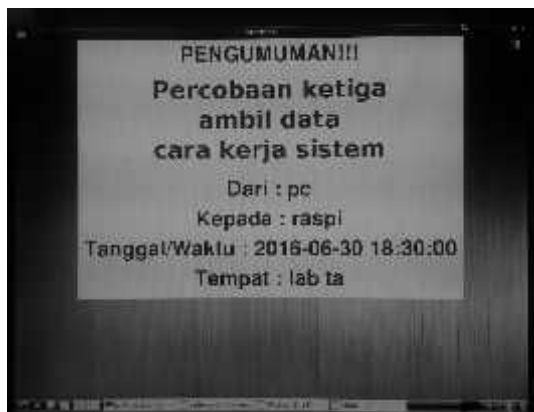 PENGUMUMAN!!!
Percobaan ketiga
ambil data
cara kerja sistem
Dari : pc
Kepada : raspi
Tanggal/Waktu : 2016-06-30 18:30:00
Tempat : lab ta